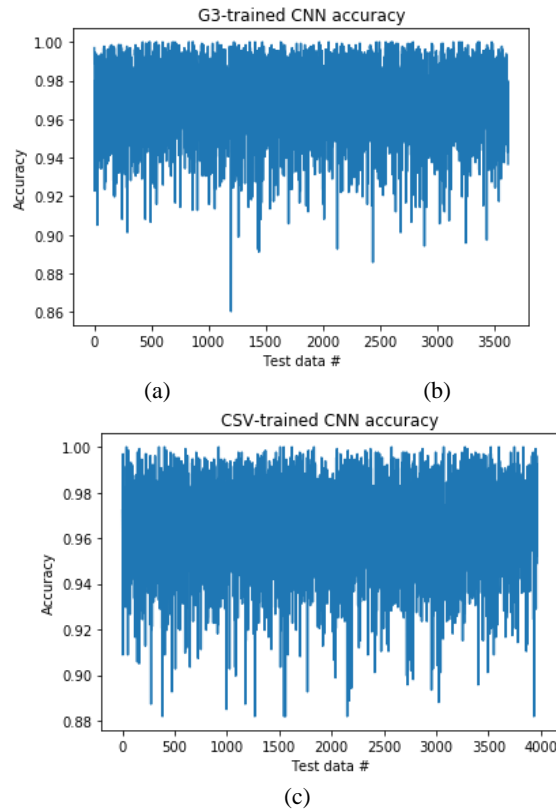 G3-trained CNN accuracy
1.00
0.98
0.96
0.94
0.92
0.90
0.88
0.86
Accuracy
0 500 1000 1500 2000 2500 3000 3500
Test data #
(a) (b)
CSV-trained CNN accuracy
1.00
0.98
0.96
0.94
0.92
0.90
0.88
Accuracy
0 500 1000 1500 2000 2500 3000 3500 4000
Test data #
(c)